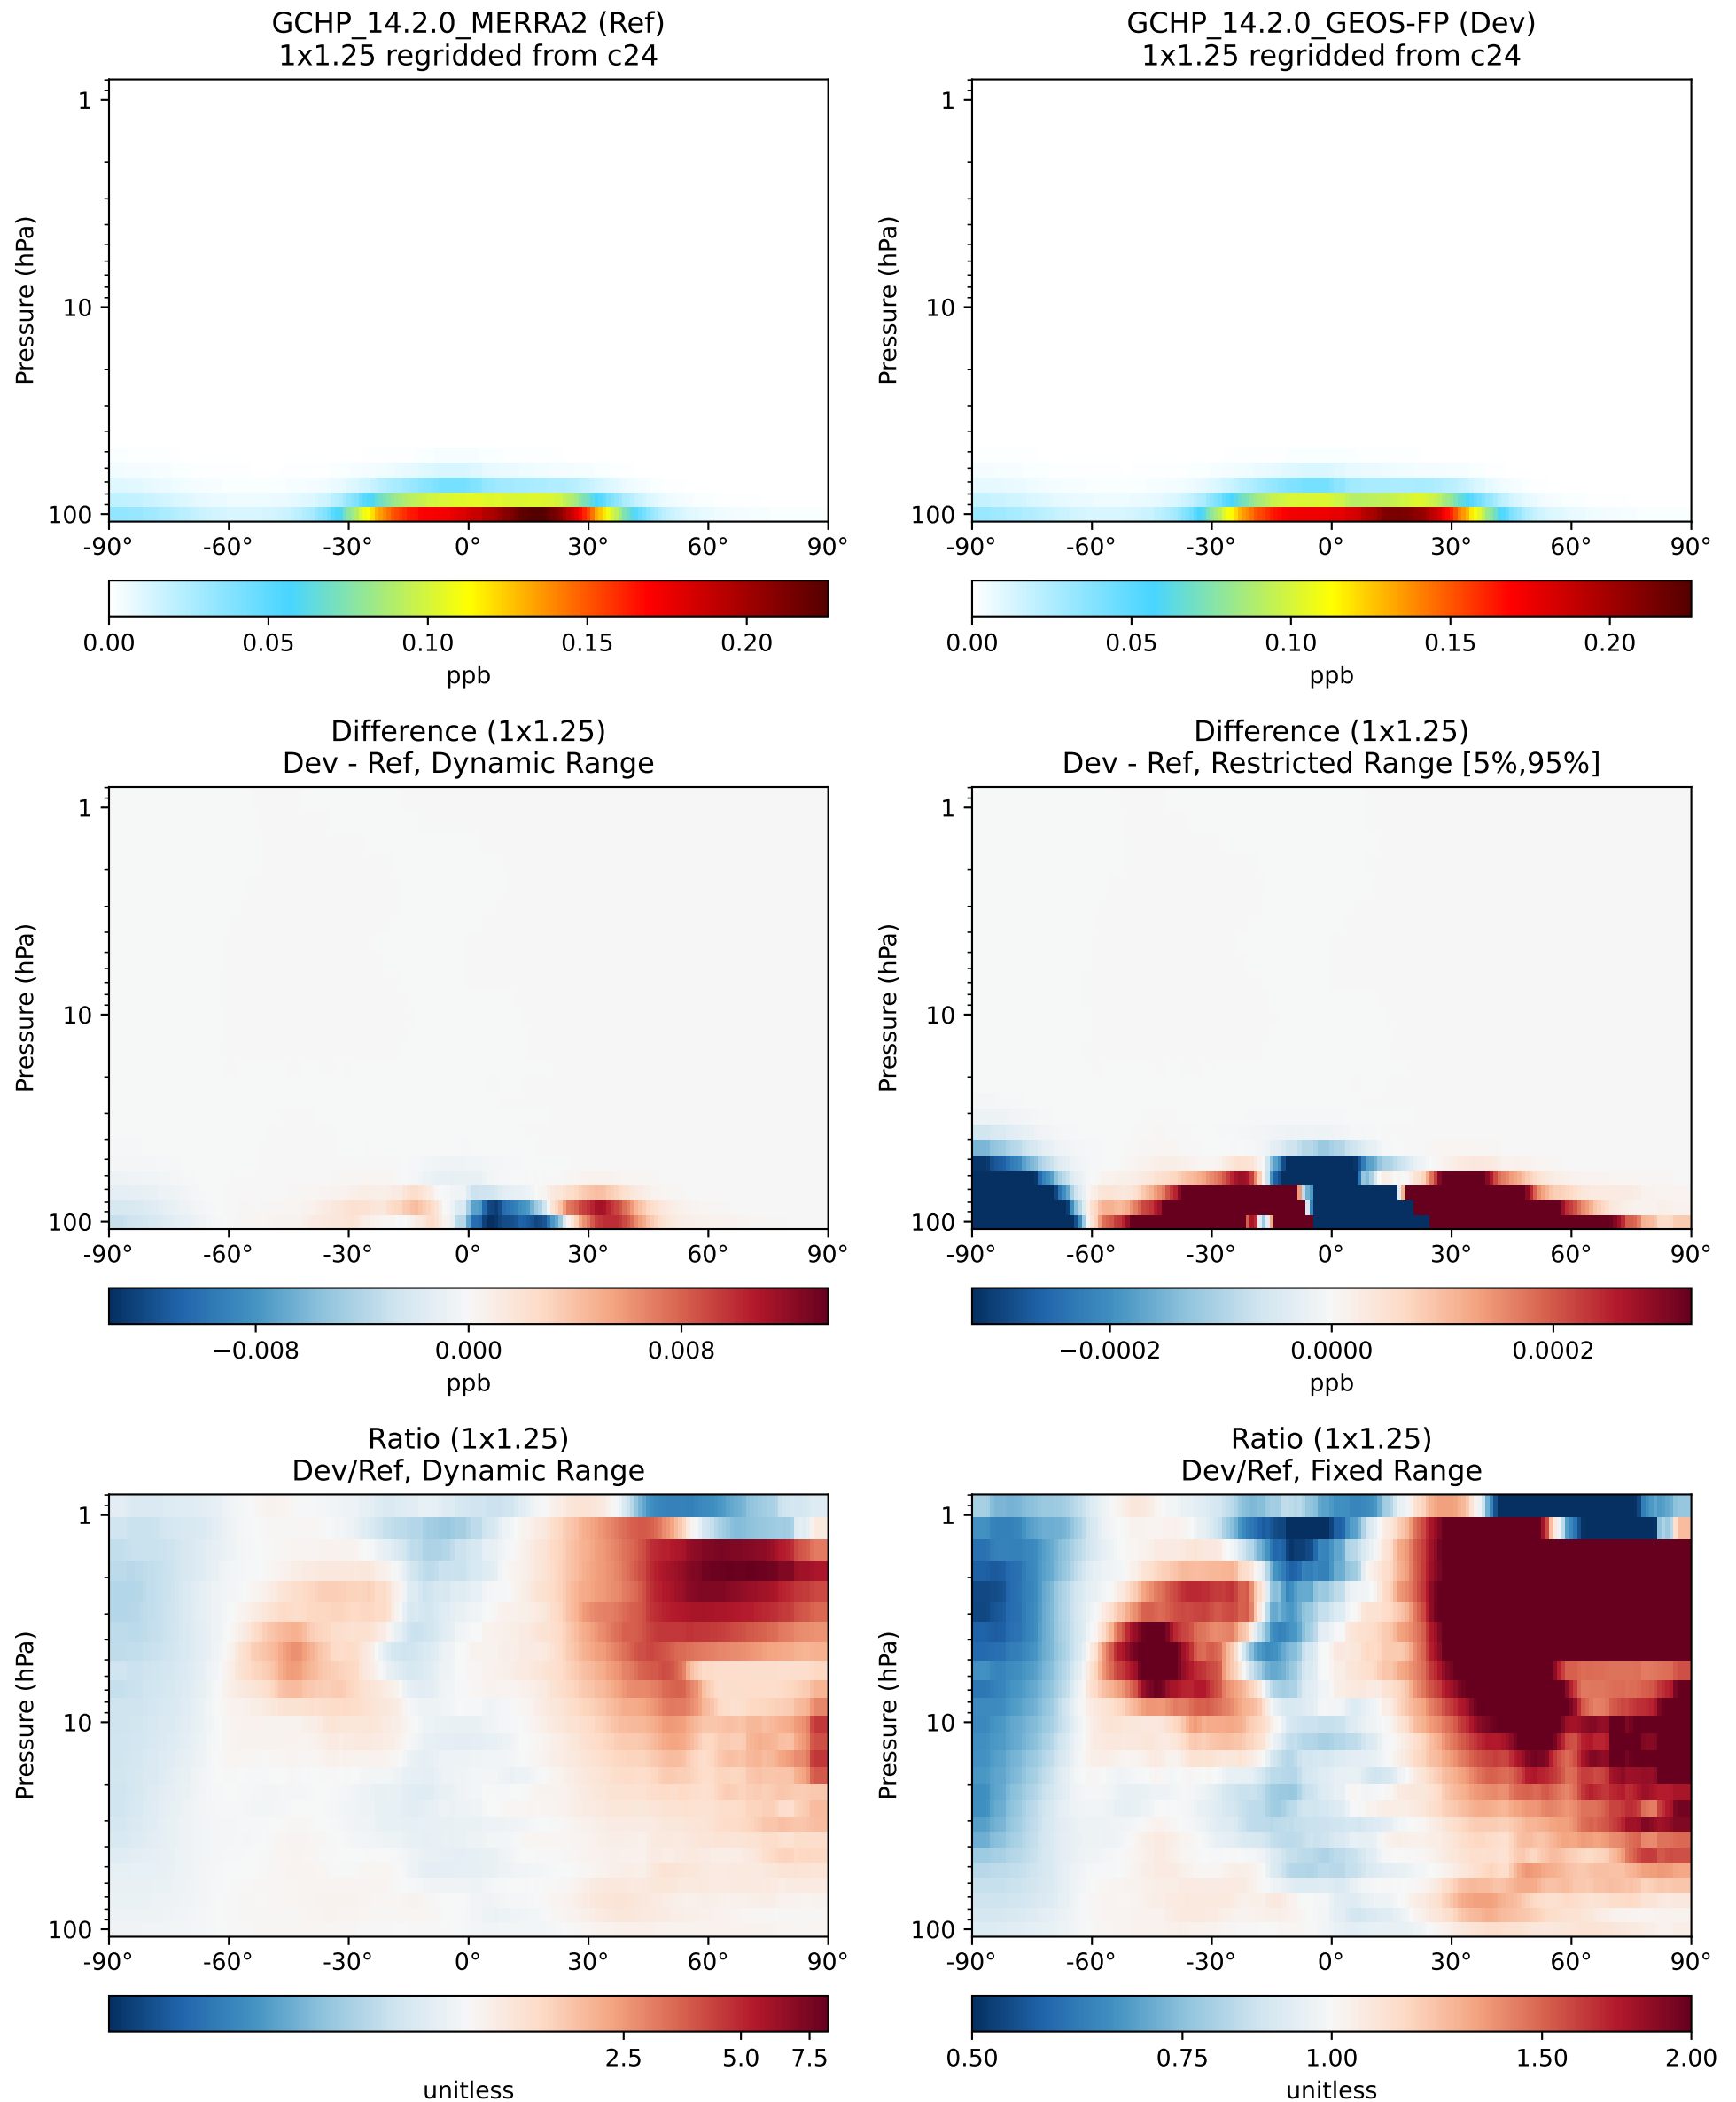 GCHP_14.2.0_MERRA2 (Ref)
1x1.25 regridded from c24
Pressure (hPa)
1
10
100
-90° -60° -30° 0° 30° 60° 90°
0.00 0.05 0.10 0.15 0.20
ppb
GCHP_14.2.0_GEOS-FP (Dev)
1x1.25 regridded from c24
Pressure (hPa)
1
10
100
-90° -60° -30° 0° 30° 60° 90°
0.00 0.05 0.10 0.15 0.20
ppb
Difference (1x1.25)
Dev - Ref, Dynamic Range
Pressure (hPa)
1
10
100
-90° -60° -30° 0° 30° 60° 90°
−0.008 0.000 0.008
ppb
Difference (1x1.25)
Dev - Ref, Restricted Range [5%,95%]
Pressure (hPa)
1
10
100
-90° -60° -30° 0° 30° 60° 90°
−0.0002 0.0000 0.0002
ppb
Ratio (1x1.25)
Dev/Ref, Dynamic Range
Pressure (hPa)
1
10
100
-90° -60° -30° 0° 30° 60° 90°
2.5 5.0 7.5
unitless
Ratio (1x1.25)
Dev/Ref, Fixed Range
Pressure (hPa)
1
10
100
-90° -60° -30° 0° 30° 60° 90°
0.50 0.75 1.00 1.50 2.00
unitless